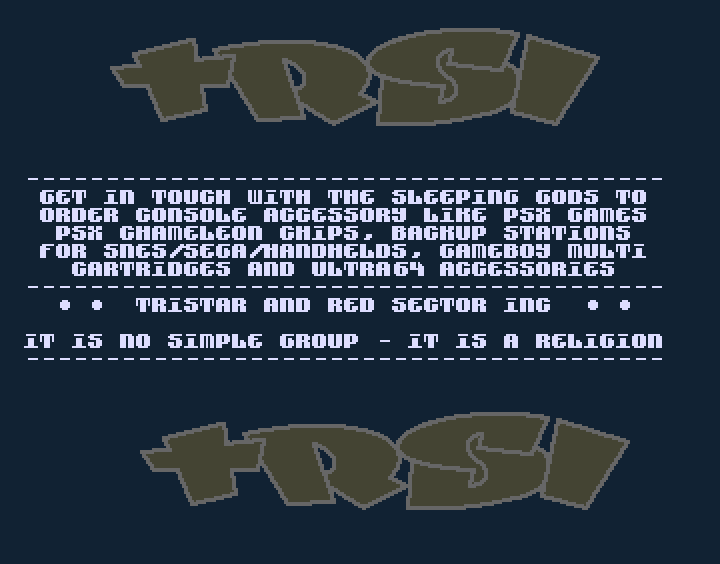 tRSI
GET iN TOUCH WiTH THE SLEEPiNG GODS TO
ORDER CONSOLE ACCESSORY LiKE PSX GAMES
PSX CHAMELEON CHiPS, BACKUP STATiONS
FOR SNES/SEGA/HANDHELDS, GAMEBOY MULTi
CARTRiDGES AND ULTRA64 ACCESSORiES
• • TRiSTAR AND RED SECTOR iNC • •
iT iS NO SiMPLE GROUP - iT iS A RELiGiON
tRSI